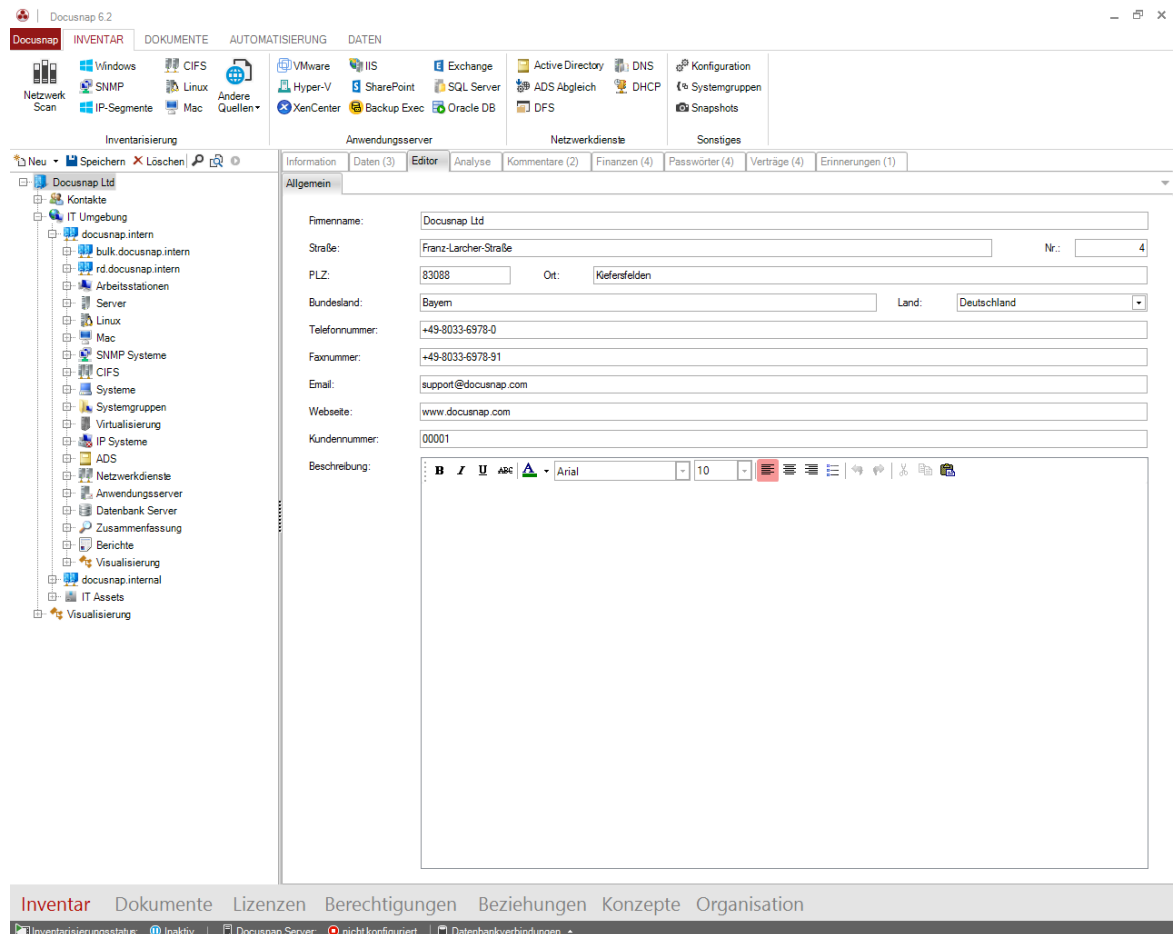 Docusnap 6.2
Docusnap INVENTAR DOKUMENTE AUTOMATISIERUNG DATEN
Netzwerk Scan
Windows CIFS
SNMP Linux
IP-Segmente Mac
Andere Quellen
Inventarisierung
VMware IIS Exchange
Hyper-V SharePoint SQL Server
XenCenter Backup Exec Oracle DB
Anwendungsserver
Active Directory DNS
ADS Abgleich DHCP
DFS
Netzwerkdienste
Konfiguration
Systemgruppen
Snapshots
Sonstiges
Neu Speichern Löschen
Docusnap Ltd
Kontakte
IT Umgebung
docusnap.intern
bulk.docusnap.intern
rd.docusnap.intern
Arbeitsstationen
Server
Linux
Mac
SNMP Systeme
CIFS
Systeme
Systemgruppen
Virtualisierung
IP Systeme
ADS
Netzwerkdienste
Anwendungsserver
Datenbank Server
Zusammenfassung
Berichte
Visualisierung
docusnap.internal
IT Assets
Visualisierung
Information Daten (3) Editor Analyse Kommentare (2) Finanzen (4) Passwörter (4) Verträge (4) Erinnerungen (1)
Allgemein
Firmenname: Docusnap Ltd
Straße: Franz-Larcher-Straße Nr.: 4
PLZ: 83088 Ort: Kiefersfelden
Bundesland: Bayern Land: Deutschland
Telefonnummer: +49-8033-6978-0
Faxnummer: +49-8033-6978-91
Email: support@docusnap.com
Webseite: www.docusnap.com
Kundennummer: 00001
Beschreibung: B I U ABC A Arial 10
Inventar Dokumente Lizenzen Berechtigungen Beziehungen Konzepte Organisation
Inventarisierungsstatus: Inaktiv | Docusnap Server: nicht konfiguriert | Datenbankverbindungen